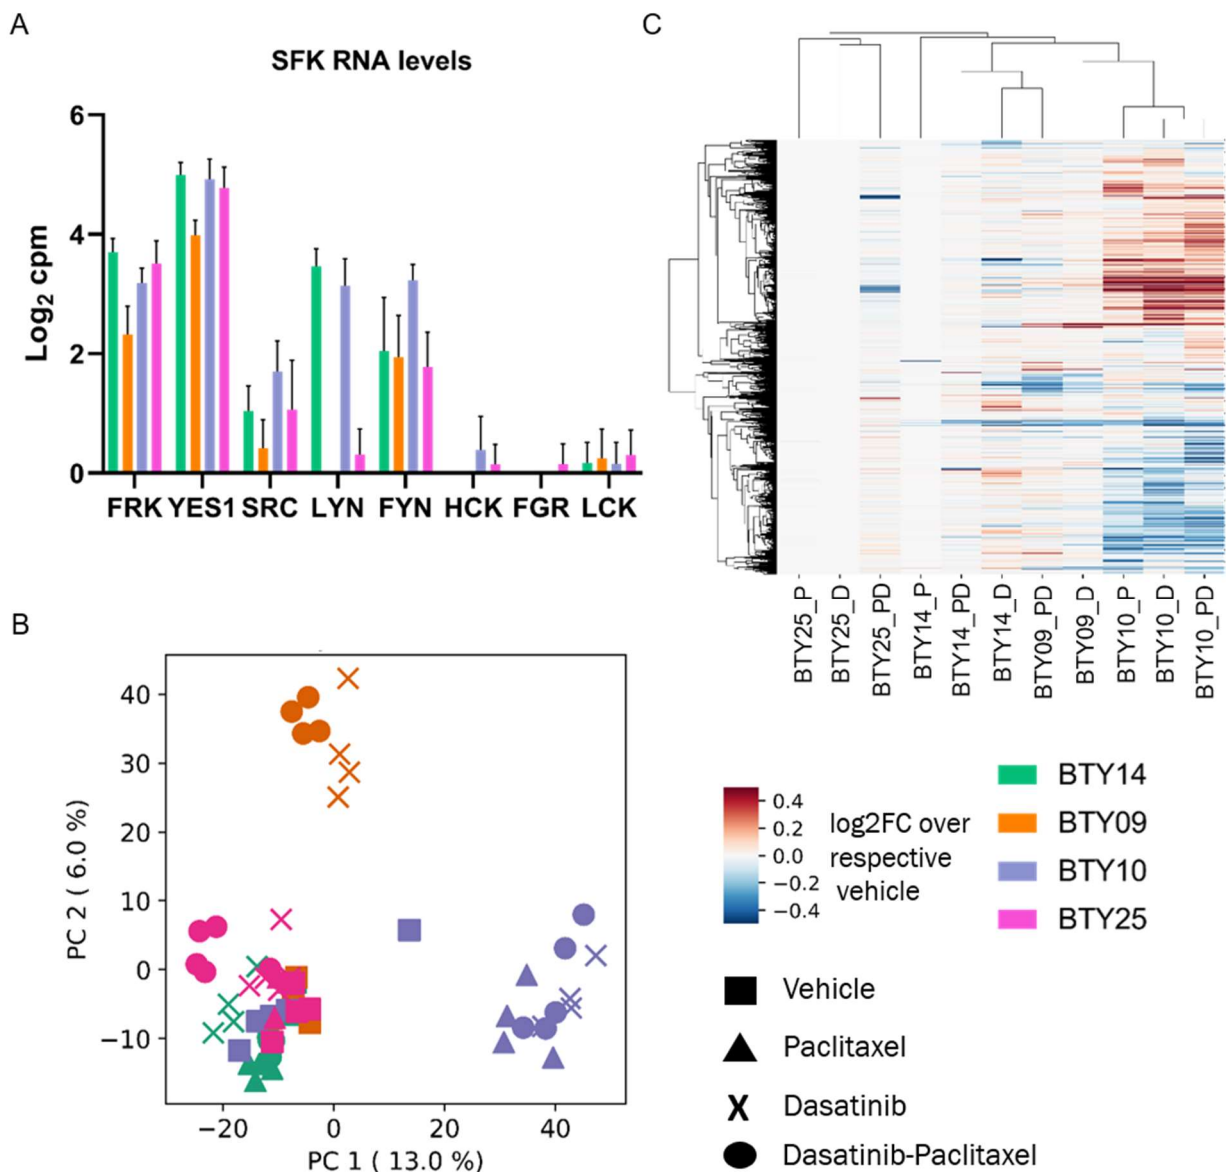 A
SFK RNA levels
Log2 cpm
6
4
2
0
FRK YES1 SRC LYN FYN HCK FGR LCK
B
PC 2 ( 6.0 %)
40
30
20
10
0
−10
−20 0 20 40
PC 1 ( 13.0 %)
C
BTY25_P
BTY25_D
BTY25_PD
BTY14_P
BTY14_PD
BTY14_D
BTY09_PD
BTY09_D
BTY10_P
BTY10_D
BTY10_PD
0.4
0.2
0.0
−0.2
−0.4
log2FC over
respective
vehicle
BTY14
BTY09
BTY10
BTY25
Vehicle
Paclitaxel
Dasatinib
Dasatinib-Paclitaxel